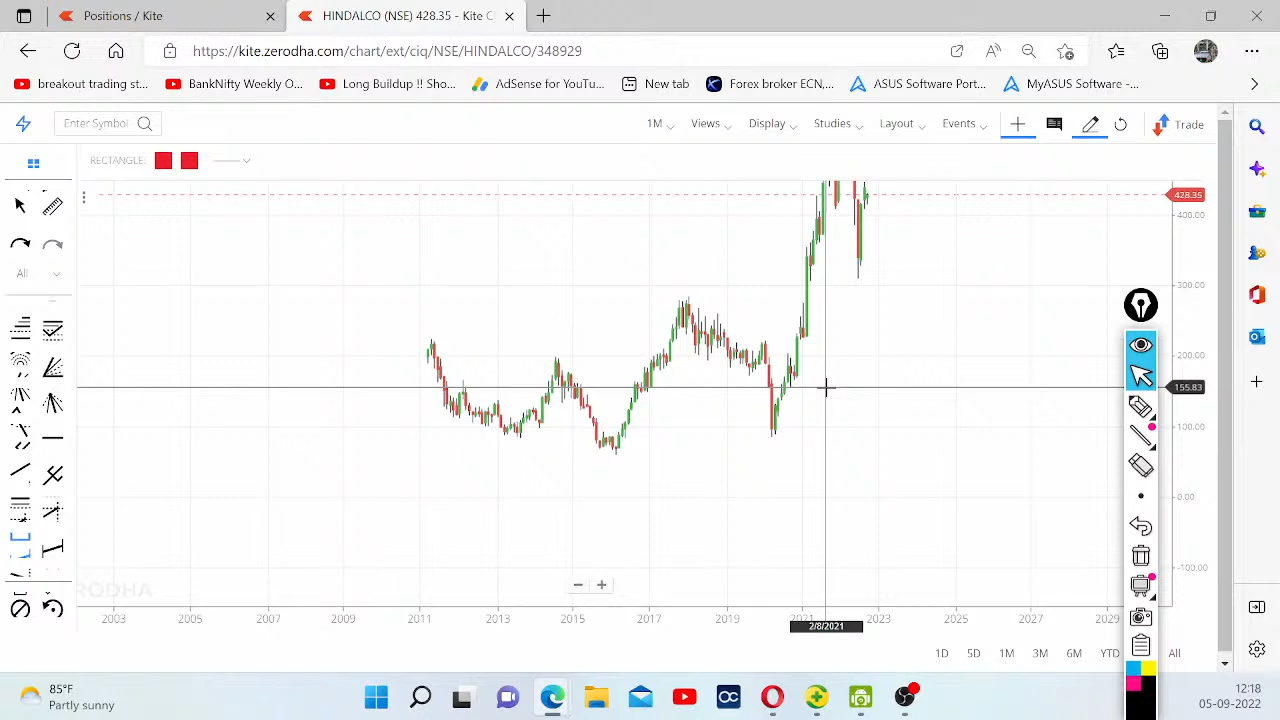 Positions / Kite
HINDALCO (NSE) 428.35 - Kite C
https://kite.zerodha.com/chart/ext/ciq/NSE/HINDALCO/348929
breakout trading st...
BankNifty Weekly O...
Long Buildup !! Sho...
AdSense for YouTu...
New tab
Forex broker ECN,...
ASUS Software Port...
MyASUS Software -...
Enter Symbol
1M
Views
Display
Studies
Layout
Events
Trade
RECTANGLE:
428.35
400.00
300.00
200.00
155.83
100.00
0.00
-100.00
All
ERODHA
2003
2005
2007
2009
2011
2013
2015
2017
2019
2021
2023
2025
2027
2029
2/8/2021
1D
5D
1M
3M
6M
YTD
All
85°F
Partly sunny
12:18
05-09-2022